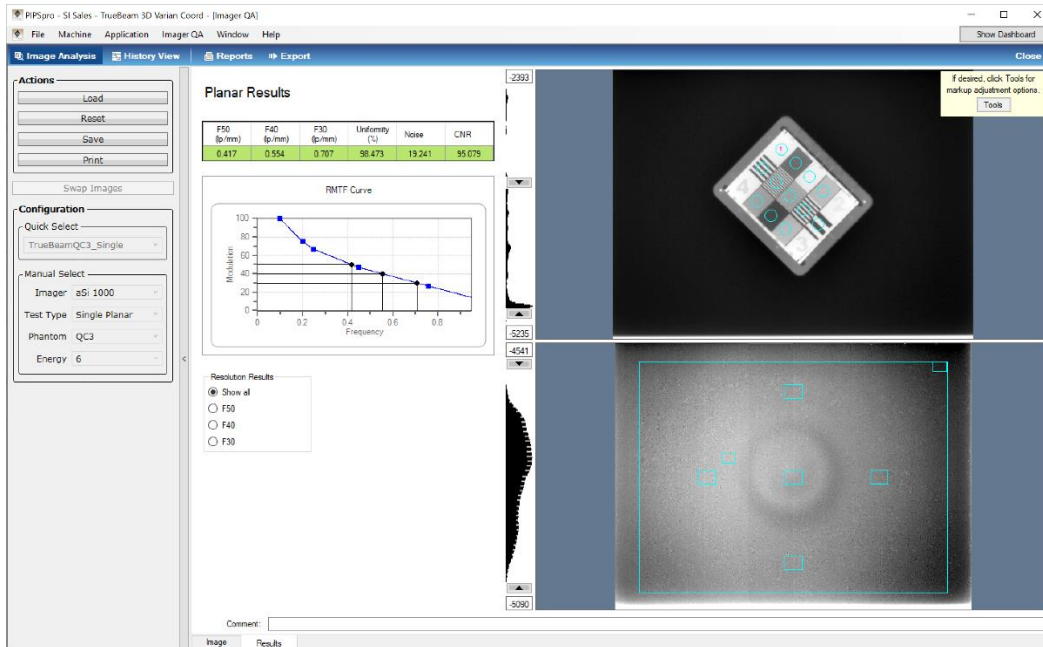 PIPSpro - SI Sales - TrueBeam 3D Varian Coord - [Imager QA]
File Machine Application Imager QA Window Help
Show Dashboard
Image Analysis History View Reports Export Close
Actions
Load
Reset
Save
Print
Swap Images
Configuration
Quick Select
TrueBeamQC3_Single
Manual Select
Imager aSi 1000
Test Type Single Planar
Phantom QC3
Energy 6
Planar Results
F50 (lp/mm) F40 (lp/mm) F30 (lp/mm) Uniformity (%) Noise CNR
0.417 0.554 0.707 98.473 19.241 95.079
RMTF Curve
Modulation
100
80
60
40
20
0
0 0.2 0.4 0.6 0.8
Frequency
Resolution Results
Show all
F50
F40
F30
-2393
-5235
-4541
-5090
If desired, click Tools for
markup adjustment options.
Tools
1
4
2
3
Comment:
Image Results